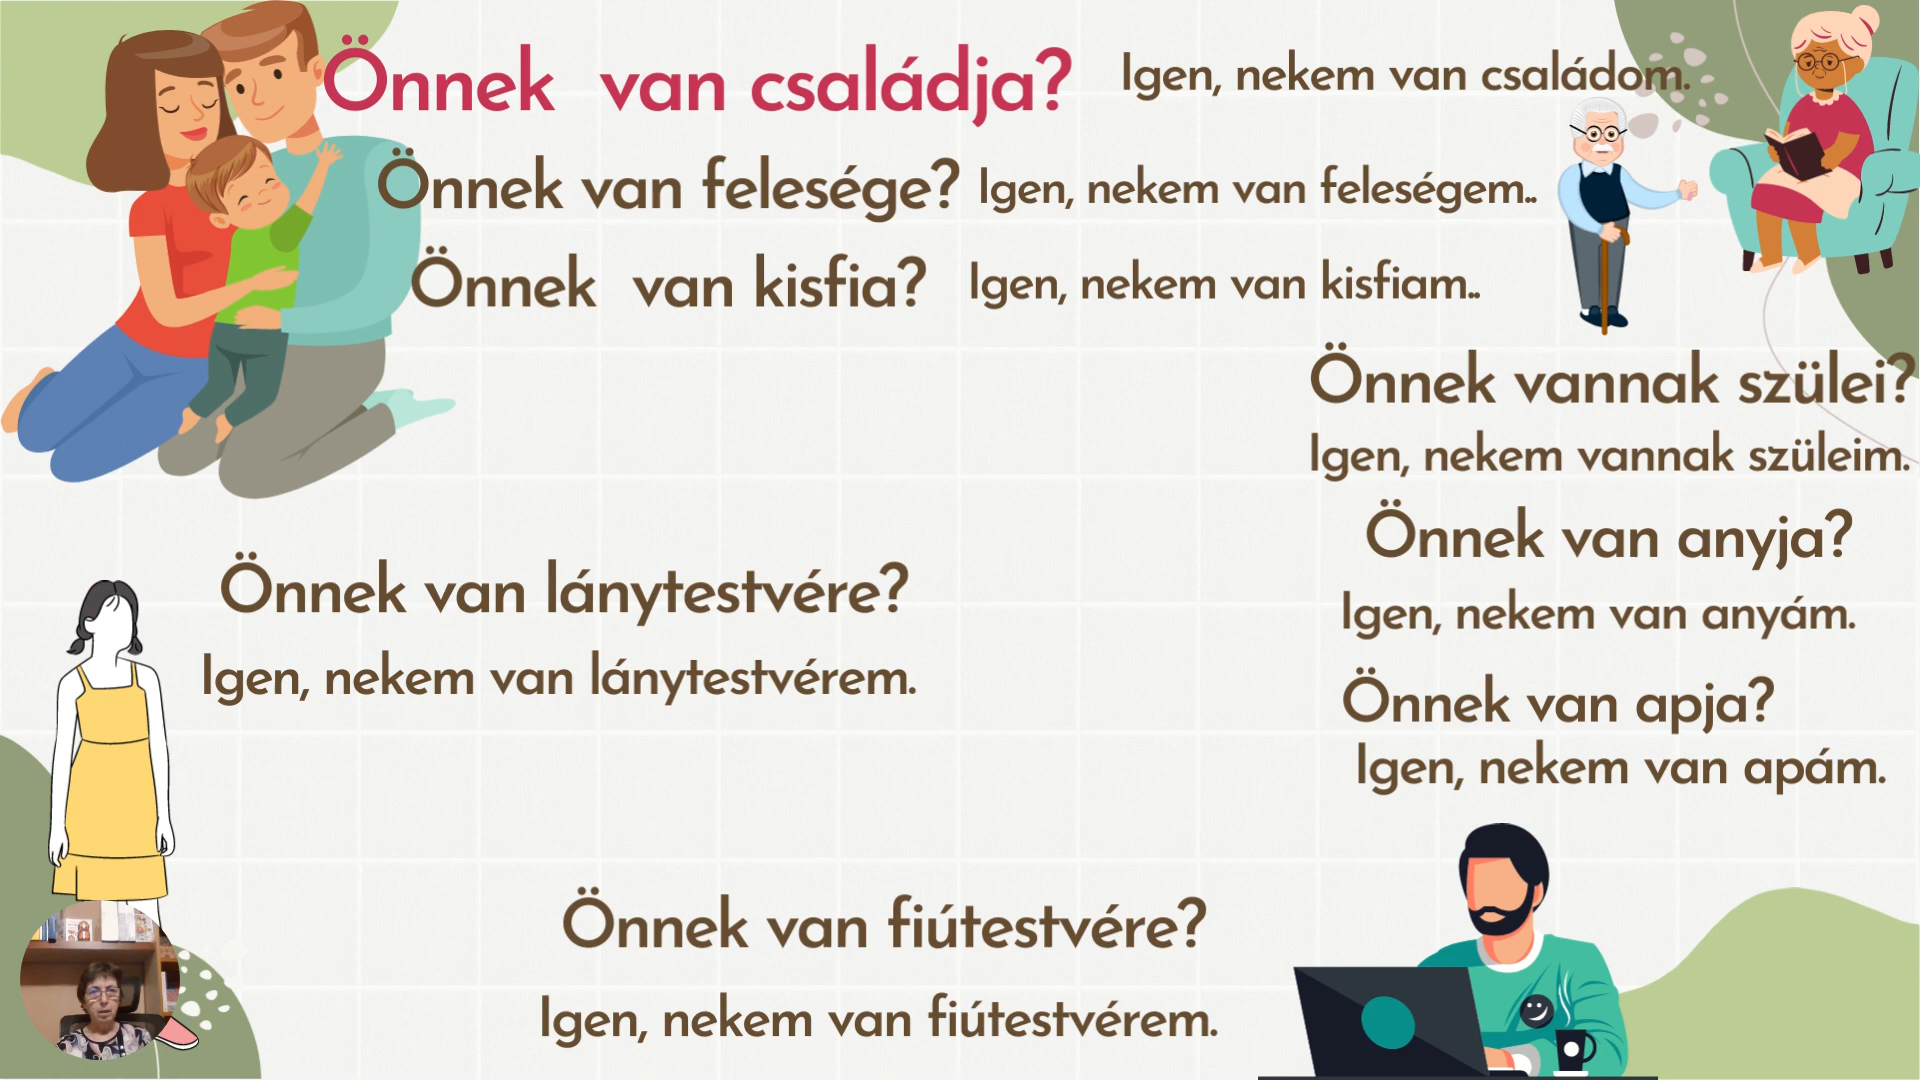 Önnek van családja?
Igen, nekem van családom.
Önnek van felesége?
Igen, nekem van feleségem..
Önnek van kisfia?
Igen, nekem van kisfiam..
Önnek vannak szülei?
Igen, nekem vannak szüleim.
Önnek van anyja?
Igen, nekem van anyám.
Önnek van apja?
Igen, nekem van apám.
Önnek van lánytestvére?
Igen, nekem van lánytestvérem.
Önnek van fiútestvére?
Igen, nekem van fiútestvérem.